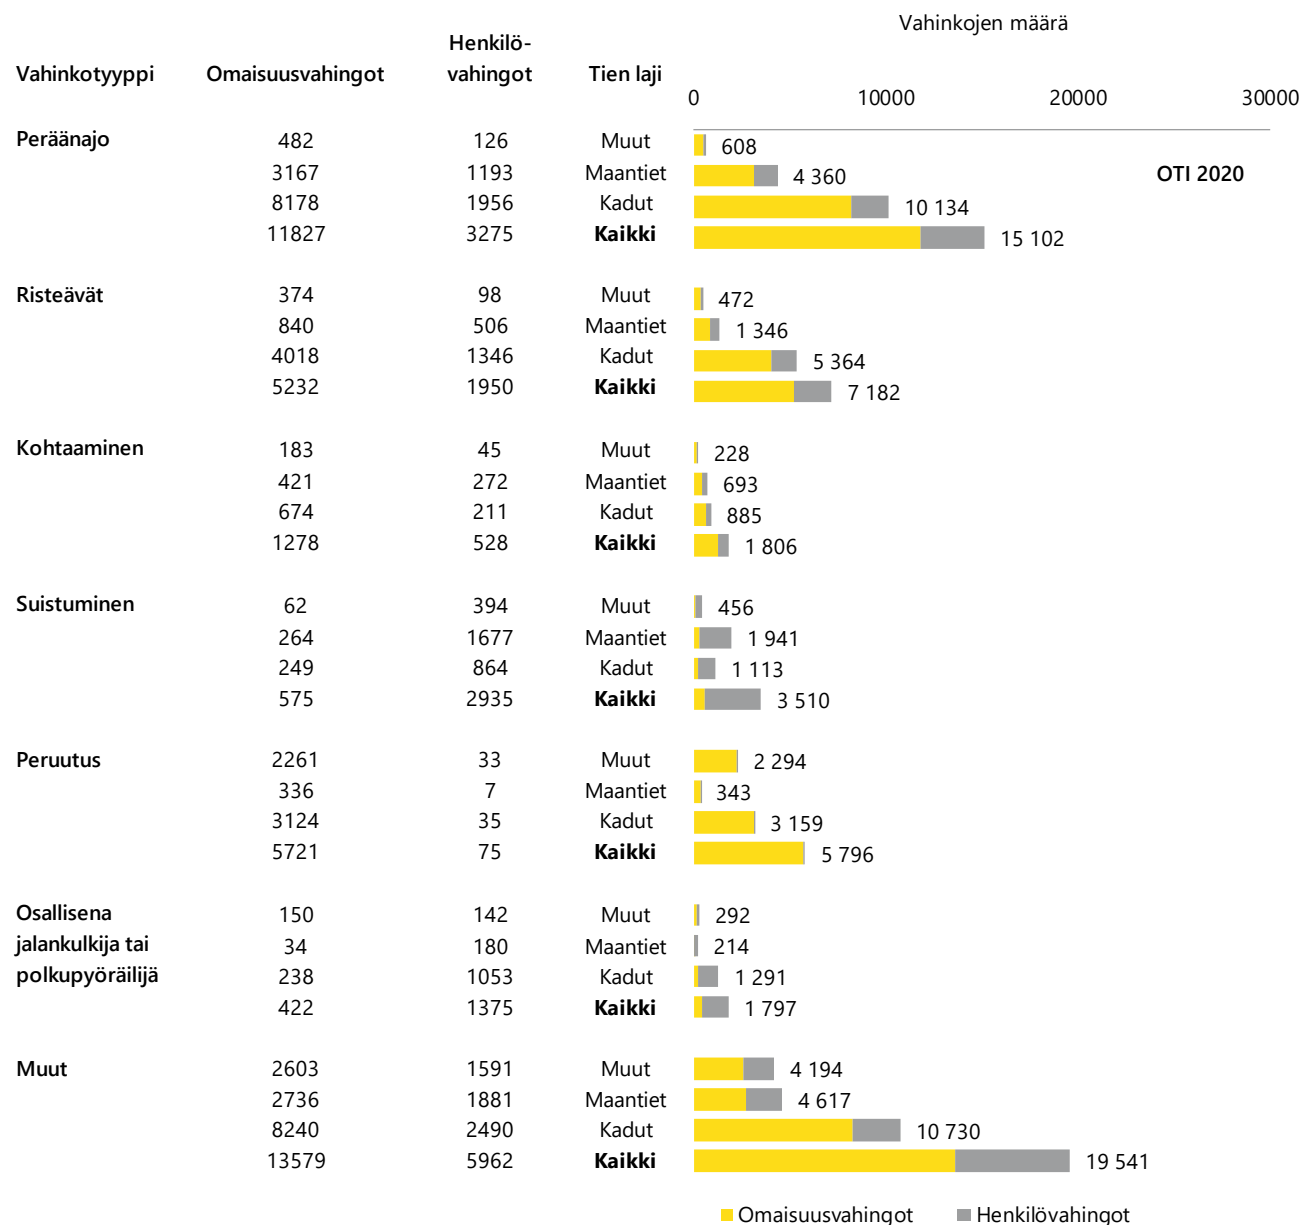 Vahinkojen määrä
Henkilö-
Vahinkotyyppi Omaisuusvahingot vahingot Tien laji
0 10000 20000 30000
Peräänajo 482 126 Muut 608
3167 1193 Maantiet 4 360 OTI 2020
8178 1956 Kadut 10 134
11827 3275 Kaikki 15 102
Risteävät 374 98 Muut 472
840 506 Maantiet 1 346
4018 1346 Kadut 5 364
5232 1950 Kaikki 7 182
Kohtaaminen 183 45 Muut 228
421 272 Maantiet 693
674 211 Kadut 885
1278 528 Kaikki 1 806
Suistuminen 62 394 Muut 456
264 1677 Maantiet 1 941
249 864 Kadut 1 113
575 2935 Kaikki 3 510
Peruutus 2261 33 Muut 2 294
336 7 Maantiet 343
3124 35 Kadut 3 159
5721 75 Kaikki 5 796
Osallisena 150 142 Muut 292
jalankulkija tai 34 180 Maantiet 214
polkupyöräilijä 238 1053 Kadut 1 291
422 1375 Kaikki 1 797
Muut 2603 1591 Muut 4 194
2736 1881 Maantiet 4 617
8240 2490 Kadut 10 730
13579 5962 Kaikki 19 541
Omaisuusvahingot Henkilövahingot